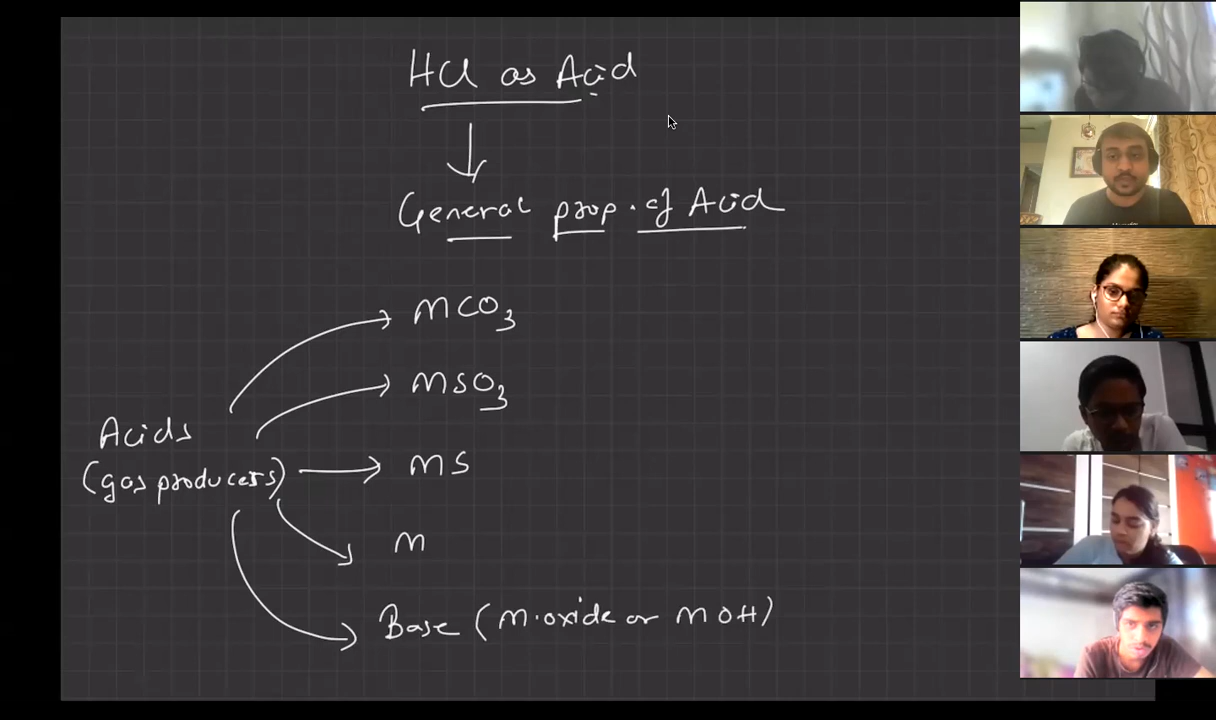 HCl as Acid
General prop. of Acid
MCO3
MSO3
Acids
(gas producers)
MS
M
Base (M.oxide or MOH)